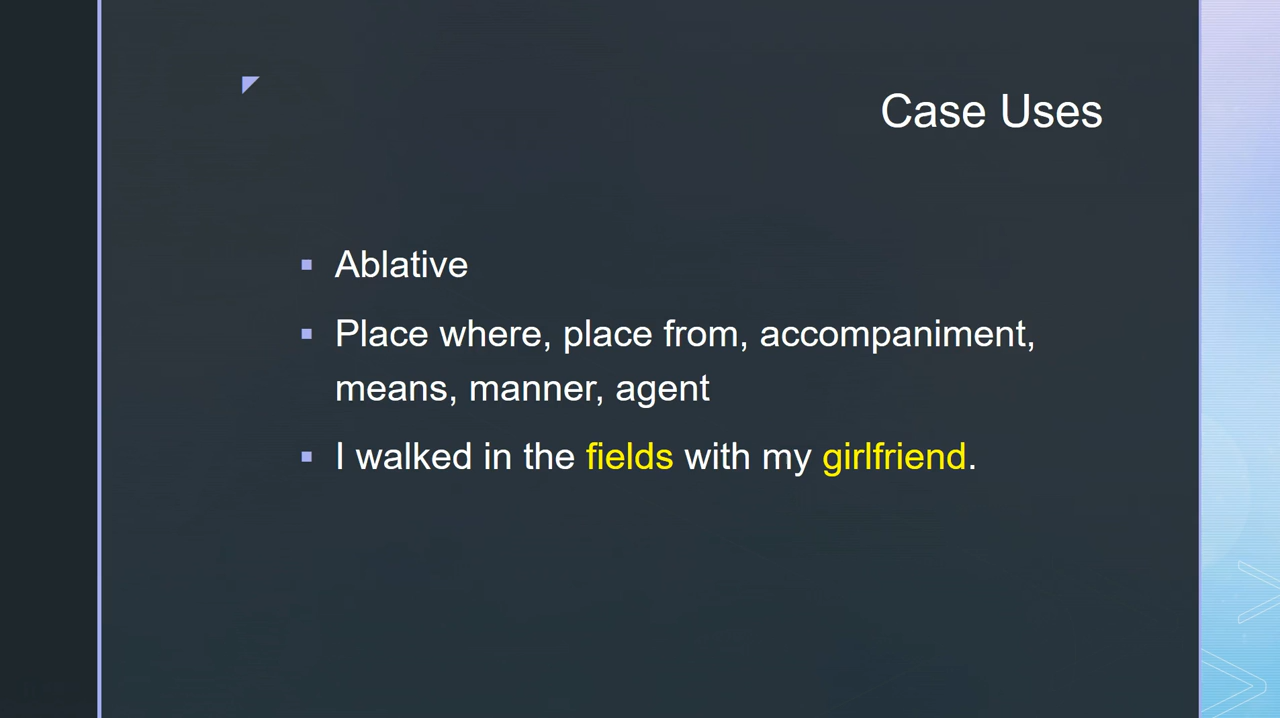 Case Uses
Ablative
Place where, place from, accompaniment,
means, manner, agent
I walked in the fields with my girlfriend.